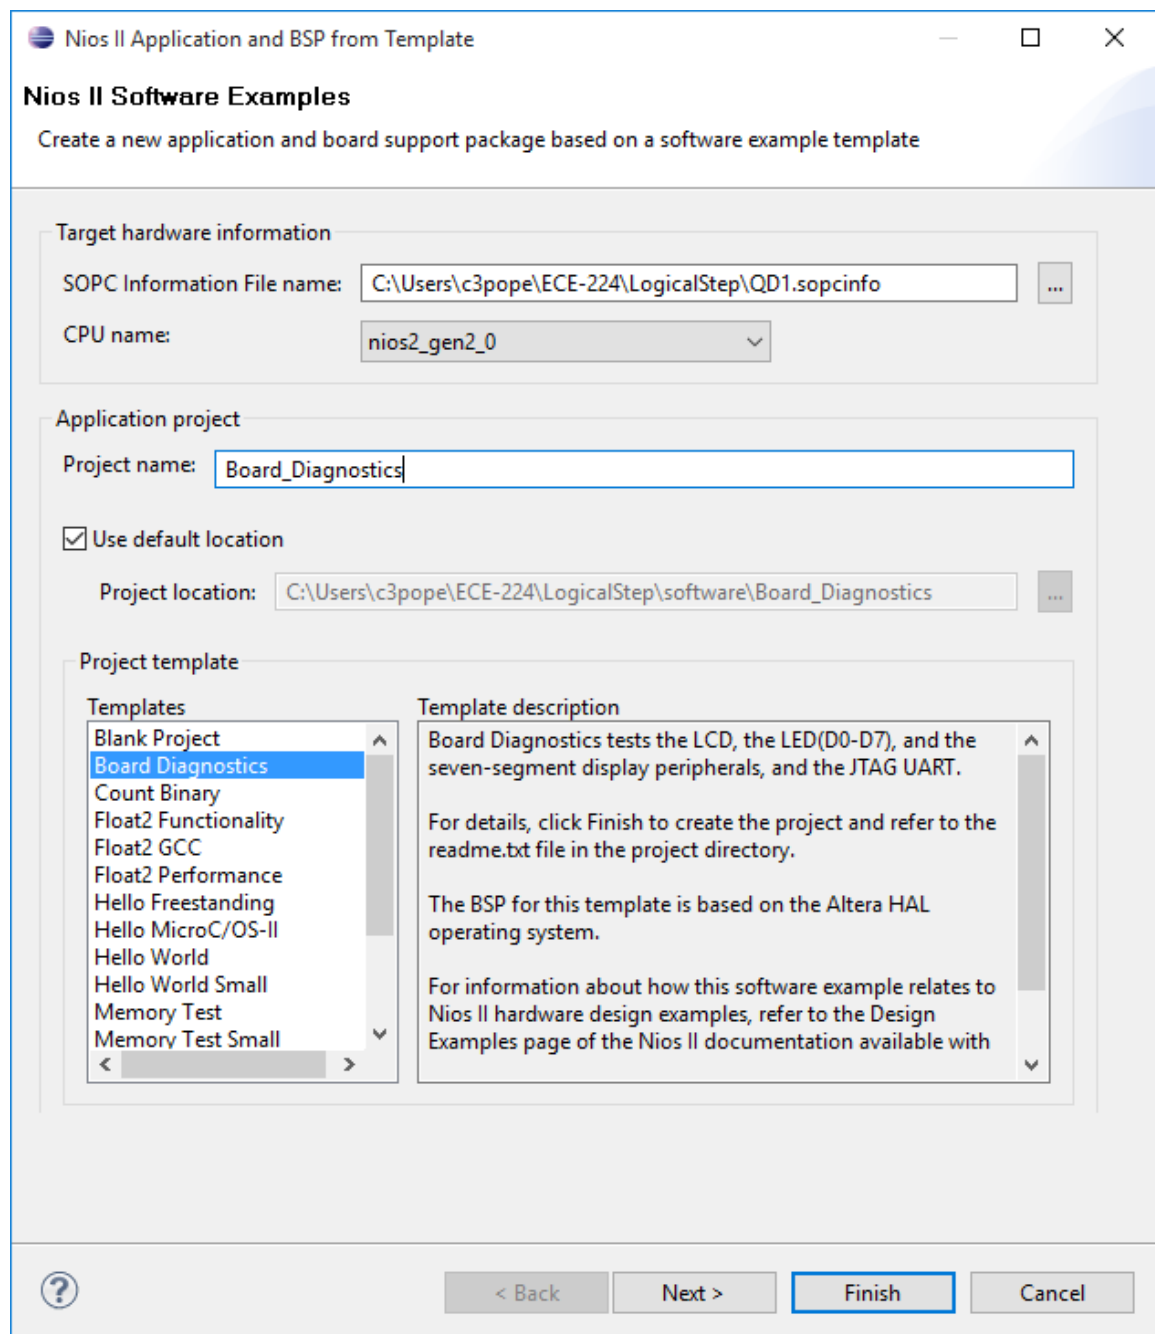 Nios II Application and BSP from Template
Nios II Software Examples
Create a new application and board support package based on a software example template
Target hardware information
SOPC Information File name: C:\Users\c3pope\ECE-224\LogicalStep\QD1.sopcinfo ...
CPU name: nios2_gen2_0
Application project
Project name: Board_Diagnostics
Use default location
Project location: C:\Users\c3pope\ECE-224\LogicalStep\software\Board_Diagnostics ...
Project template
Templates
Blank Project
Board Diagnostics
Count Binary
Float2 Functionality
Float2 GCC
Float2 Performance
Hello Freestanding
Hello MicroC/OS-II
Hello World
Hello World Small
Memory Test
Memory Test Small
Template description
Board Diagnostics tests the LCD, the LED(D0-D7), and the
seven-segment display peripherals, and the JTAG UART.
For details, click Finish to create the project and refer to the
readme.txt file in the project directory.
The BSP for this template is based on the Altera HAL
operating system.
For information about how this software example relates to
Nios II hardware design examples, refer to the Design
Examples page of the Nios II documentation available with
? < Back Next > Finish Cancel